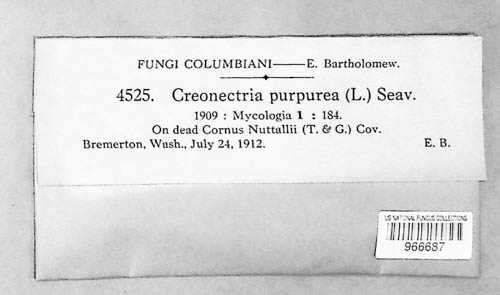 FUNGI COLUMBIANI—E. Bartholomew.
4525. Creonectria purpurea (L.) Seav.
1909 : Mycologia 1 : 184.
On dead Cornus Nuttallii (T. & G.) Cov.
Bremerton, Wash., July 24, 1912. E. B.
US NATIONAL FUNGUS COLLECTIONS
966687